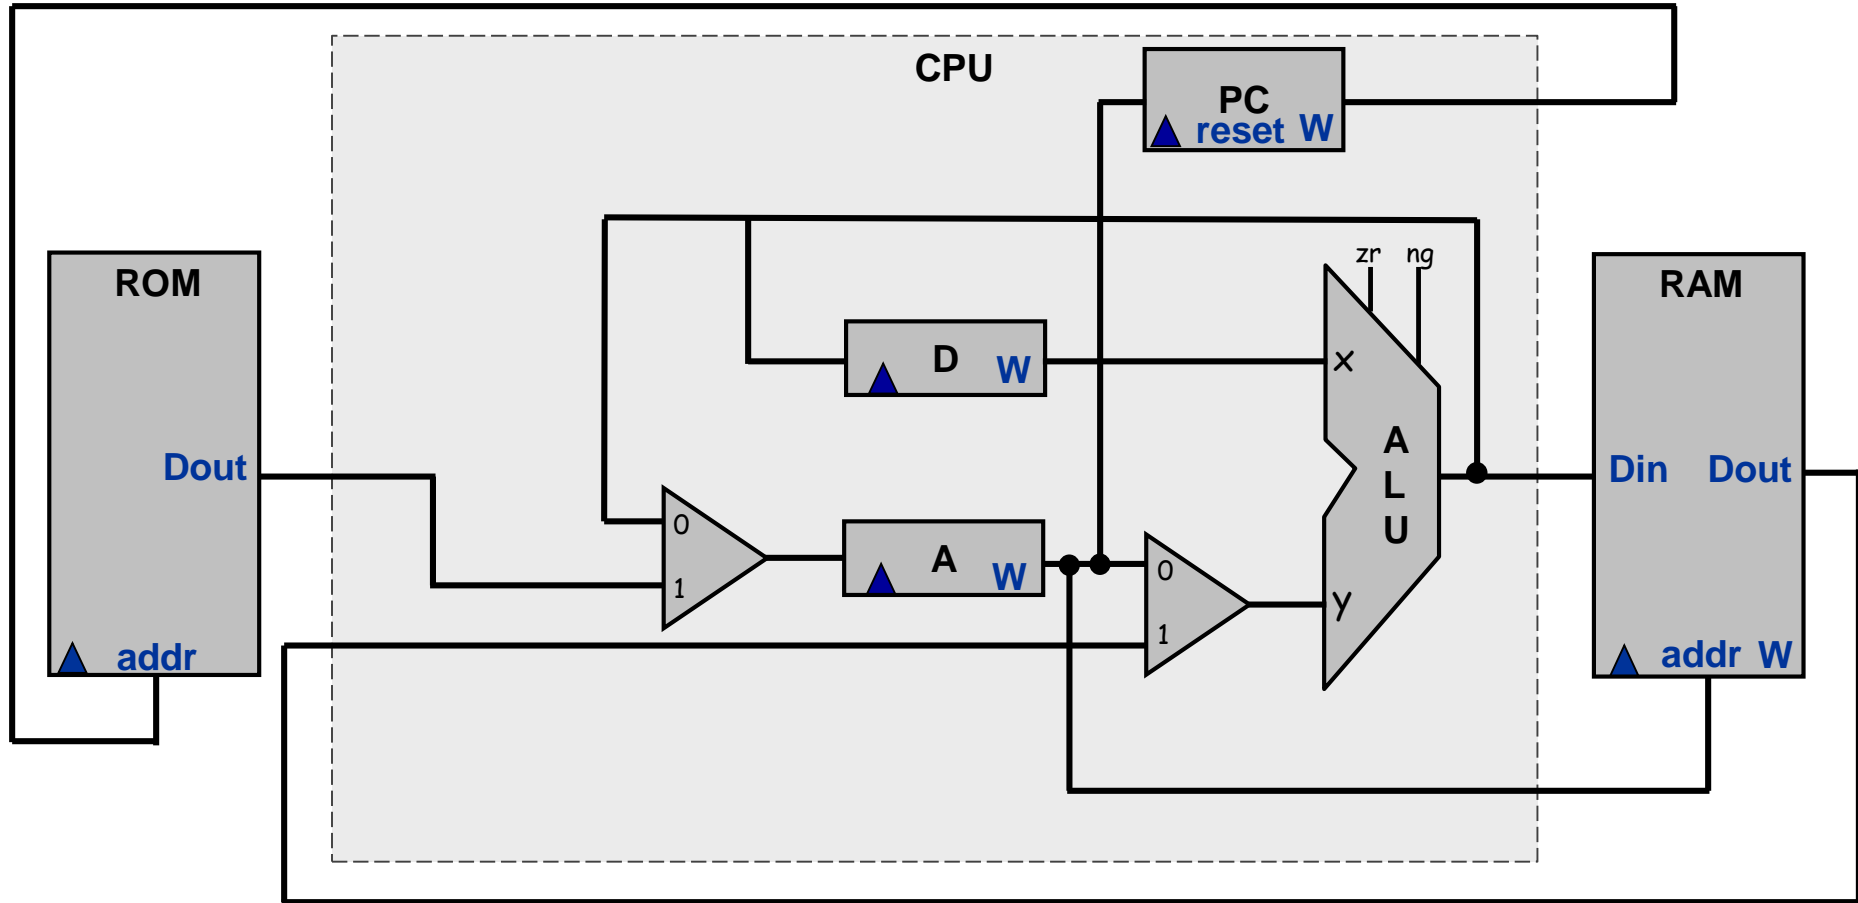 CPU
PC
reset W
zr ng
ROM
RAM
D W
x
A
L
U
Dout
Din Dout
0
1
A W
0
1
y
addr
addr W